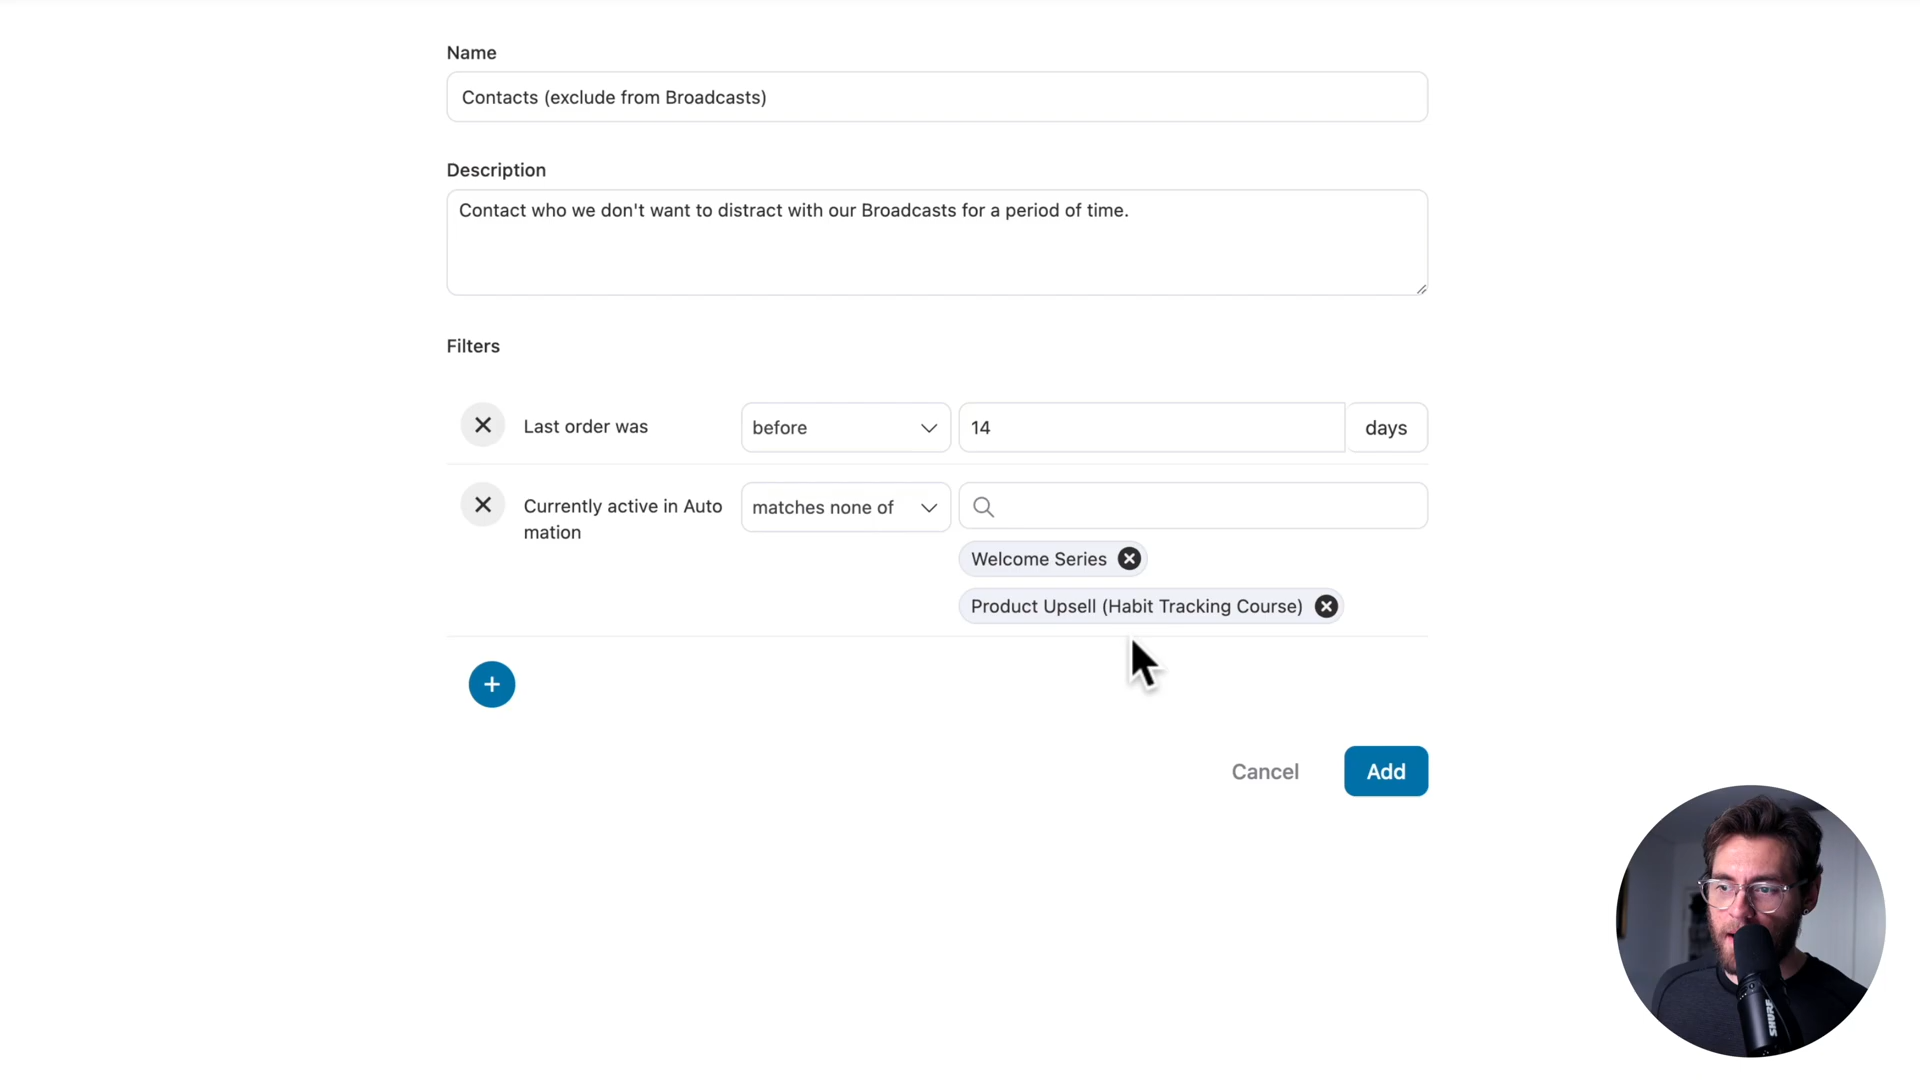 Name
Contacts (exclude from Broadcasts)
Description
Contact who we don't want to distract with our Broadcasts for a period of time.
Filters
Last order was
before
14
days
Currently active in Auto
mation
matches none of
Welcome Series
Product Upsell (Habit Tracking Course)
Cancel
Add
SHURE